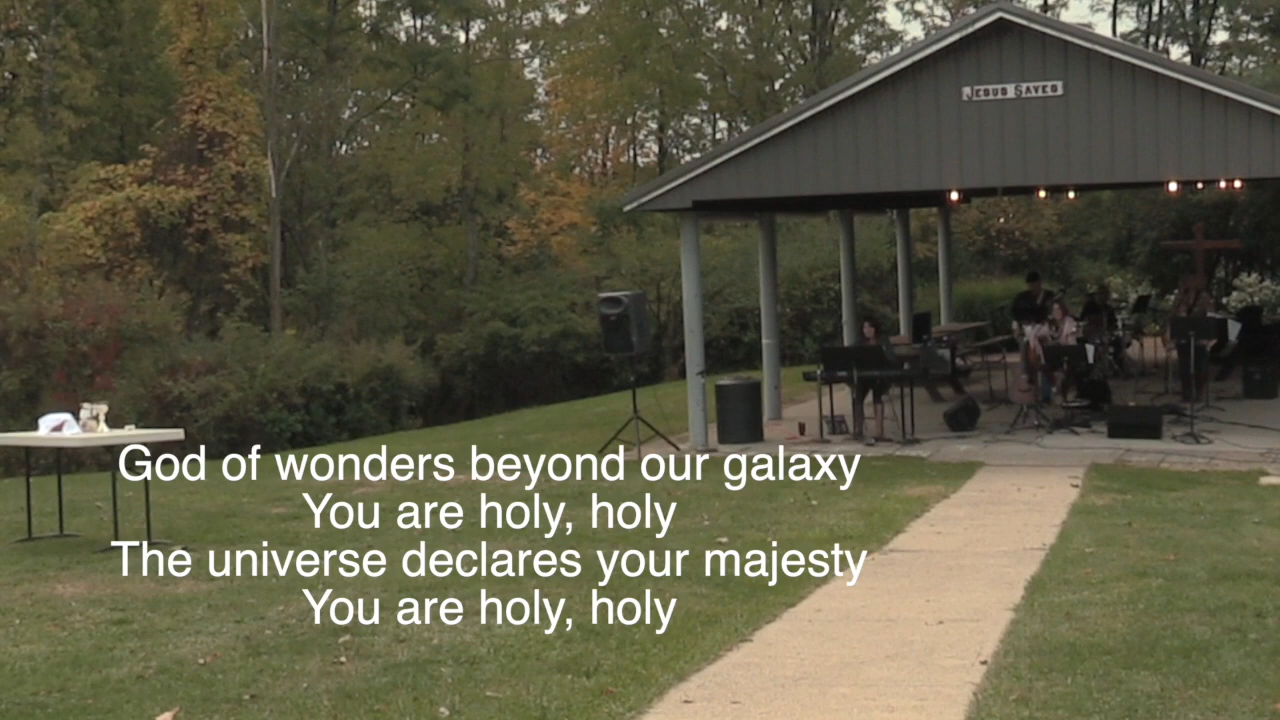 Jesus Saves
God of wonders beyond our galaxy
You are holy, holy
The universe declares your majesty
You are holy, holy